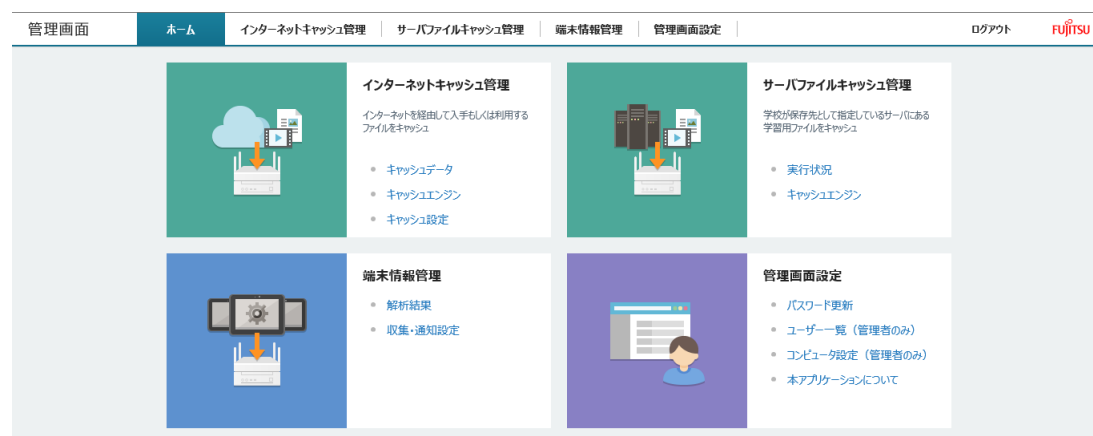 管理画面 ホーム インターネットキャッシュ管理 サーバファイルキャッシュ管理 端末情報管理 管理画面設定 ログアウト FUJITSU
インターネットキャッシュ管理
インターネットを経由して入手もしくは利用する
ファイルをキャッシュ
キャッシュデータ
キャッシュエンジン
キャッシュ設定
サーバファイルキャッシュ管理
学校が保存先として指定しているサーバにある
学習用ファイルをキャッシュ
実行状況
キャッシュエンジン
端末情報管理
解析結果
収集・通知設定
管理画面設定
パスワード更新
ユーザー一覧（管理者のみ）
コンピュータ設定（管理者のみ）
本アプリケーションについて